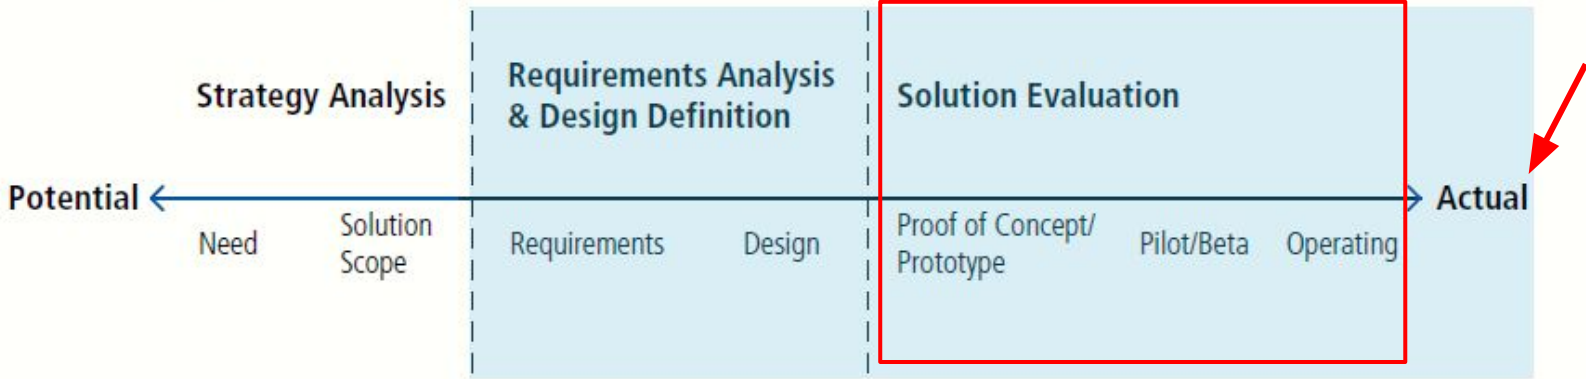 Strategy Analysis
Requirements Analysis
& Design Definition
Solution Evaluation
Potential
Actual
Need
Solution
Scope
Requirements
Design
Proof of Concept/
Prototype
Pilot/Beta
Operating